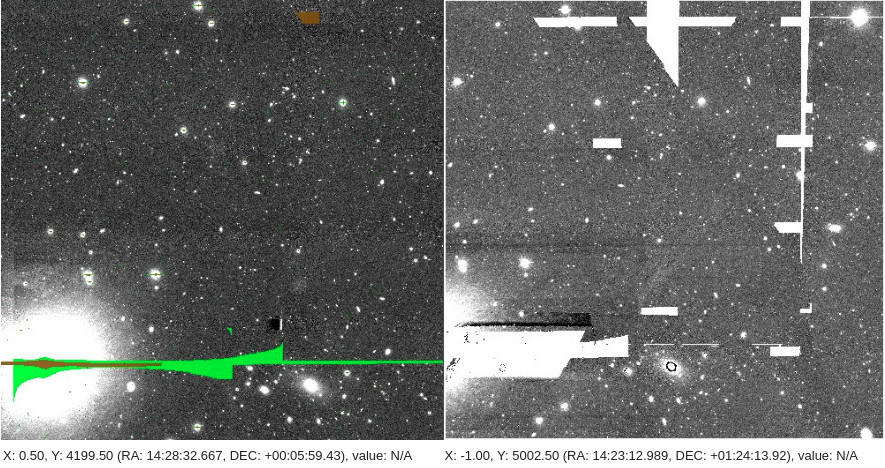 X: 0.50, Y: 4199.50 (RA: 14:28:32.667, DEC: +00:05:59.43), value: N/A
X: -1.00, Y: 5002.50 (RA: 14:23:12.989, DEC: +01:24:13.92), value: N/A